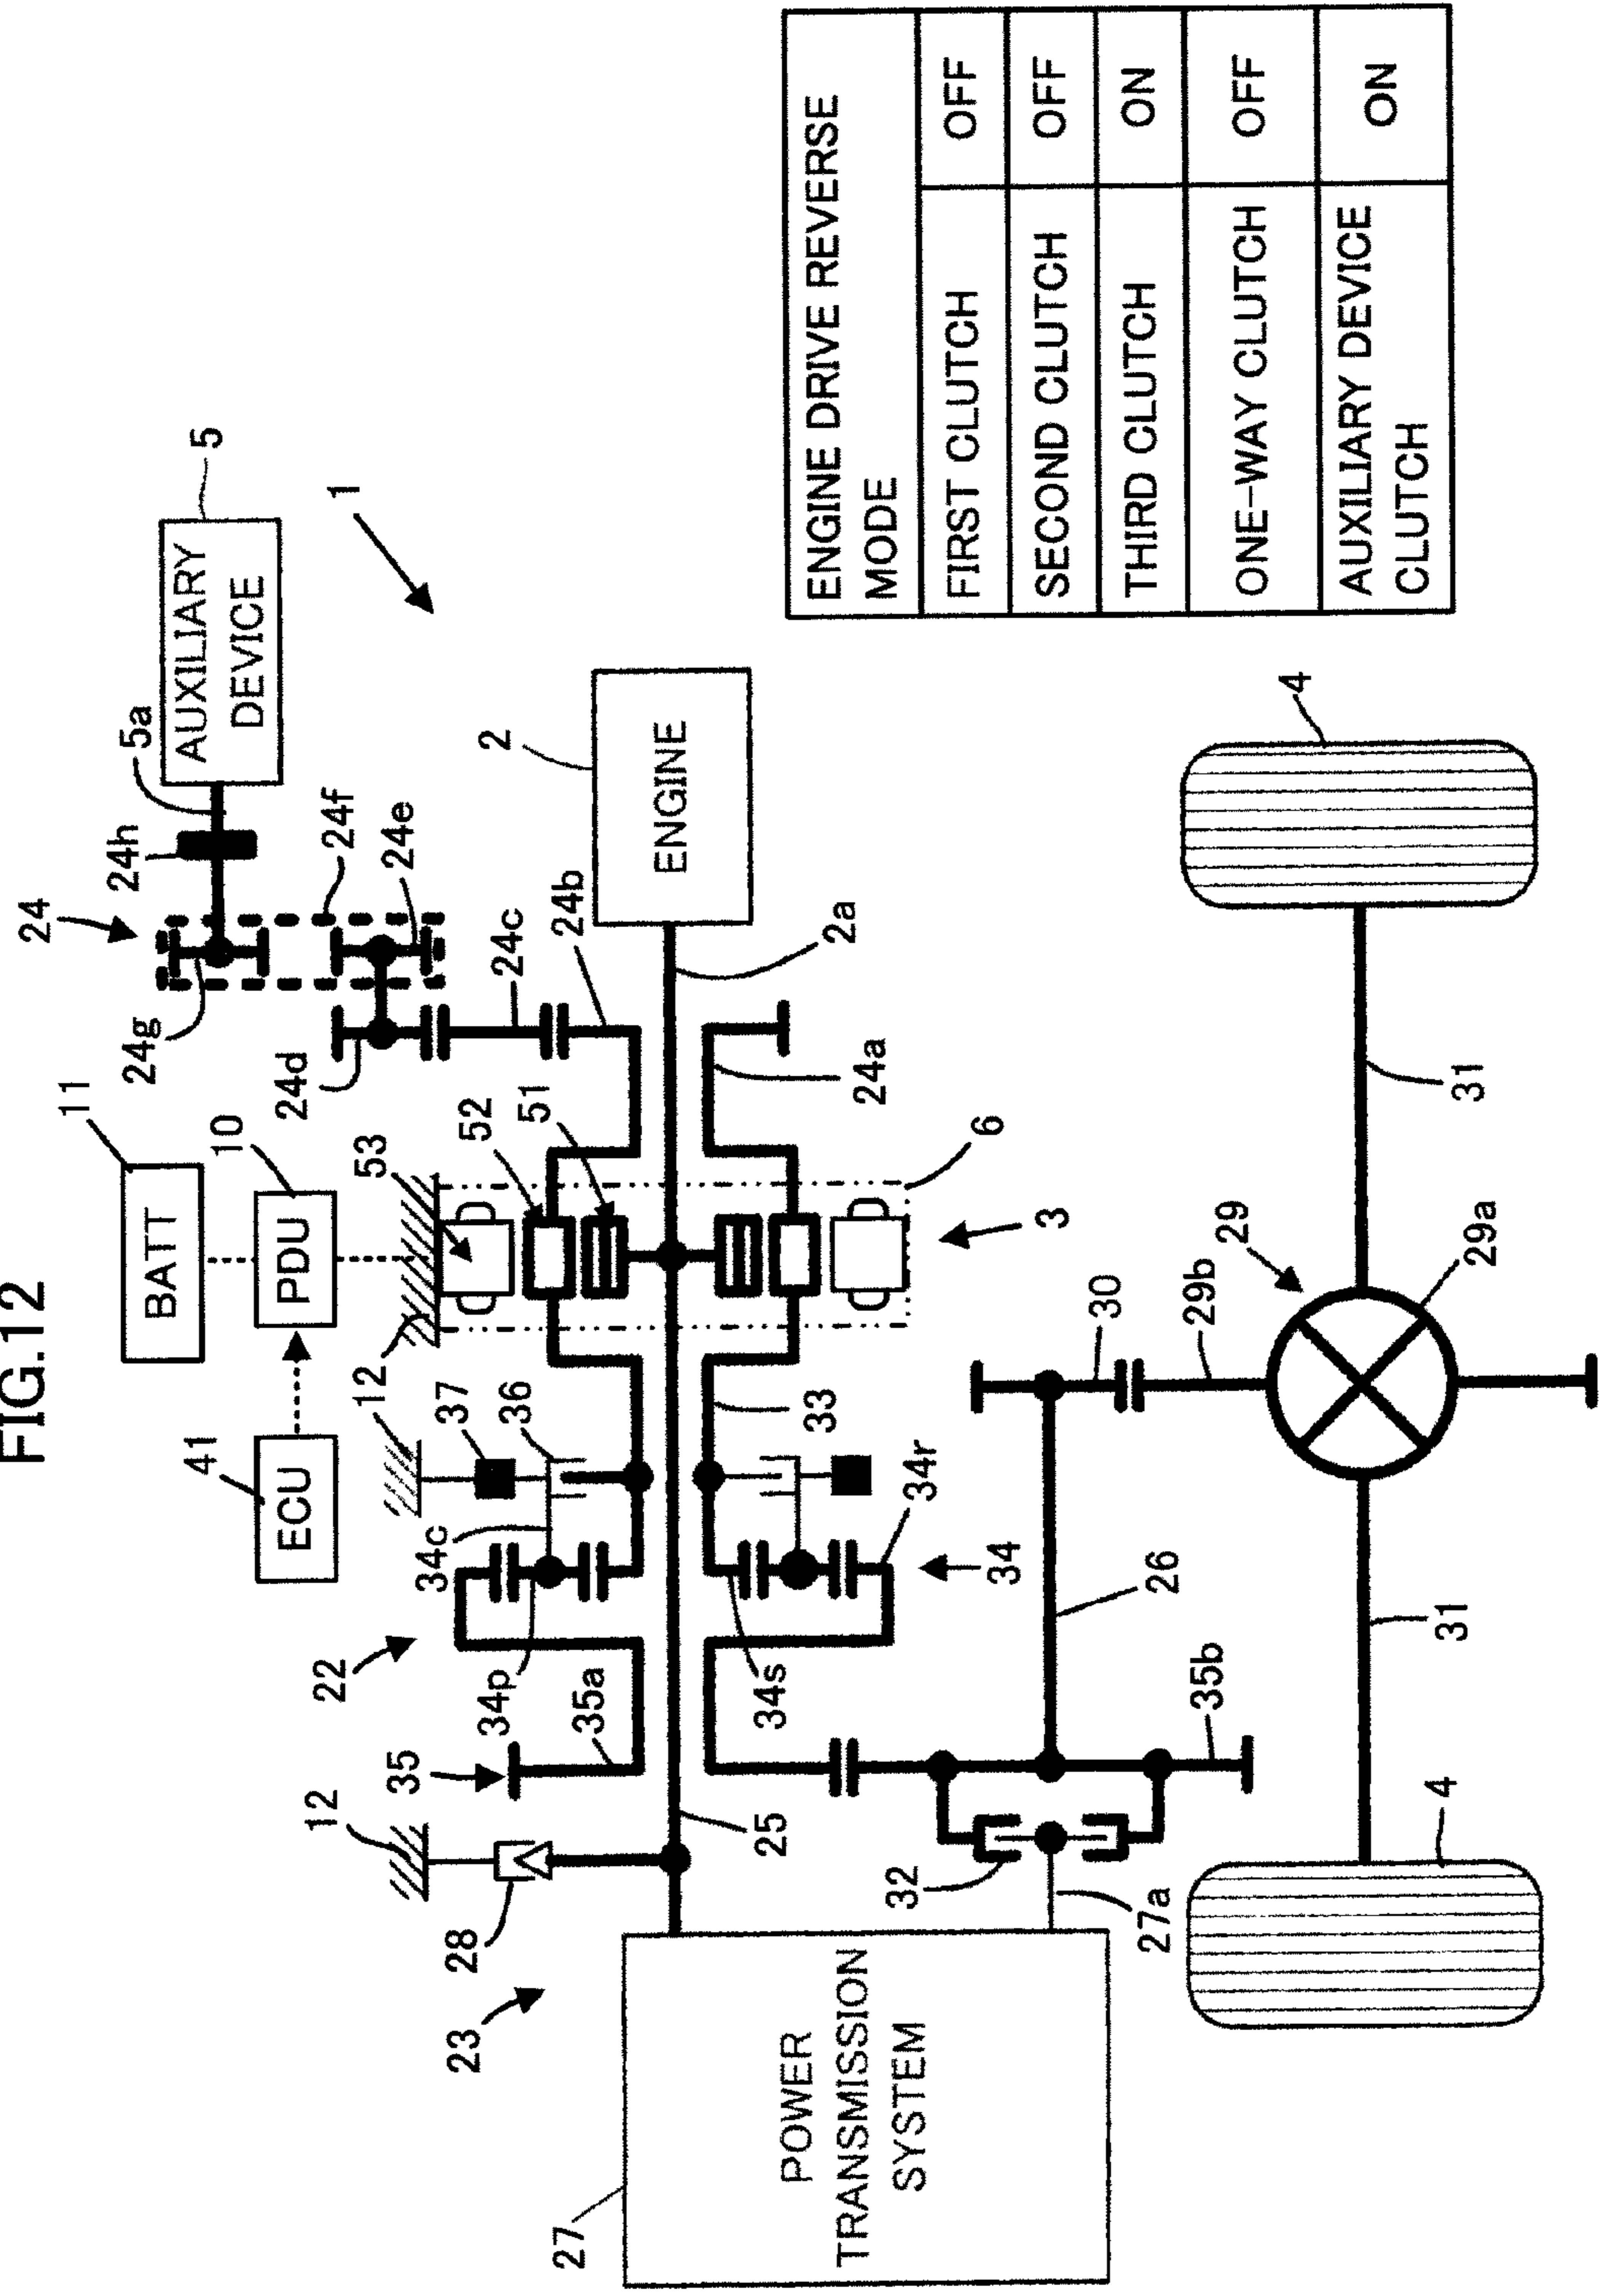 FIG.12
24
24h
5a
5
AUXILIARY
DEVICE
1
24g
24f
24e
24d
24c
24b
11
BATT
10
PDU
41
ECU
53
52
51
2
ENGINE
2a
24a
6
3
12
12
37
36
34c
33
34r
34
22
34p
35a
34s
35
12
28
25
23
27
POWER
TRANSMISSION
SYSTEM
32
27a
26
35b
30
29b
29
29a
31
31
4
4
ENGINE DRIVE REVERSE
MODE
FIRST CLUTCH OFF
SECOND CLUTCH OFF
THIRD CLUTCH ON
ONE-WAY CLUTCH OFF
AUXILIARY DEVICE
CLUTCH ON